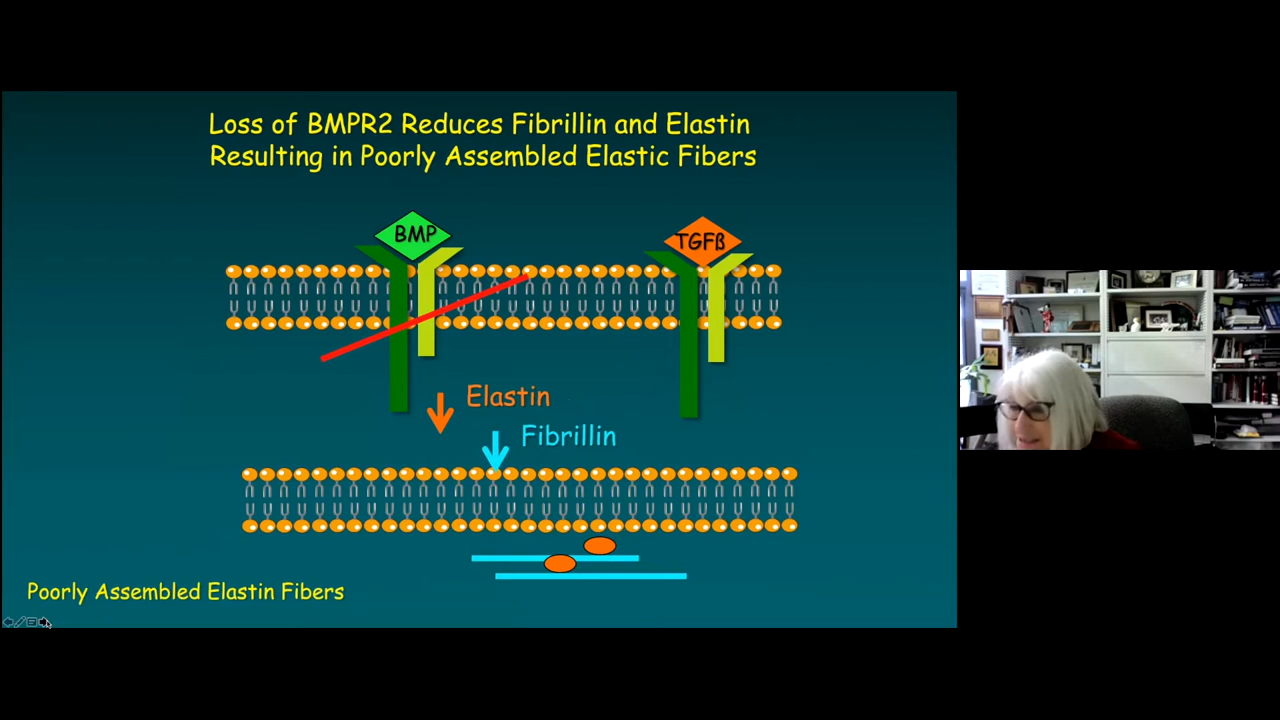 Loss of BMPR2 Reduces Fibrillin and Elastin
Resulting in Poorly Assembled Elastic Fibers
BMP
TGFß
Elastin
Fibrillin
Poorly Assembled Elastin Fibers